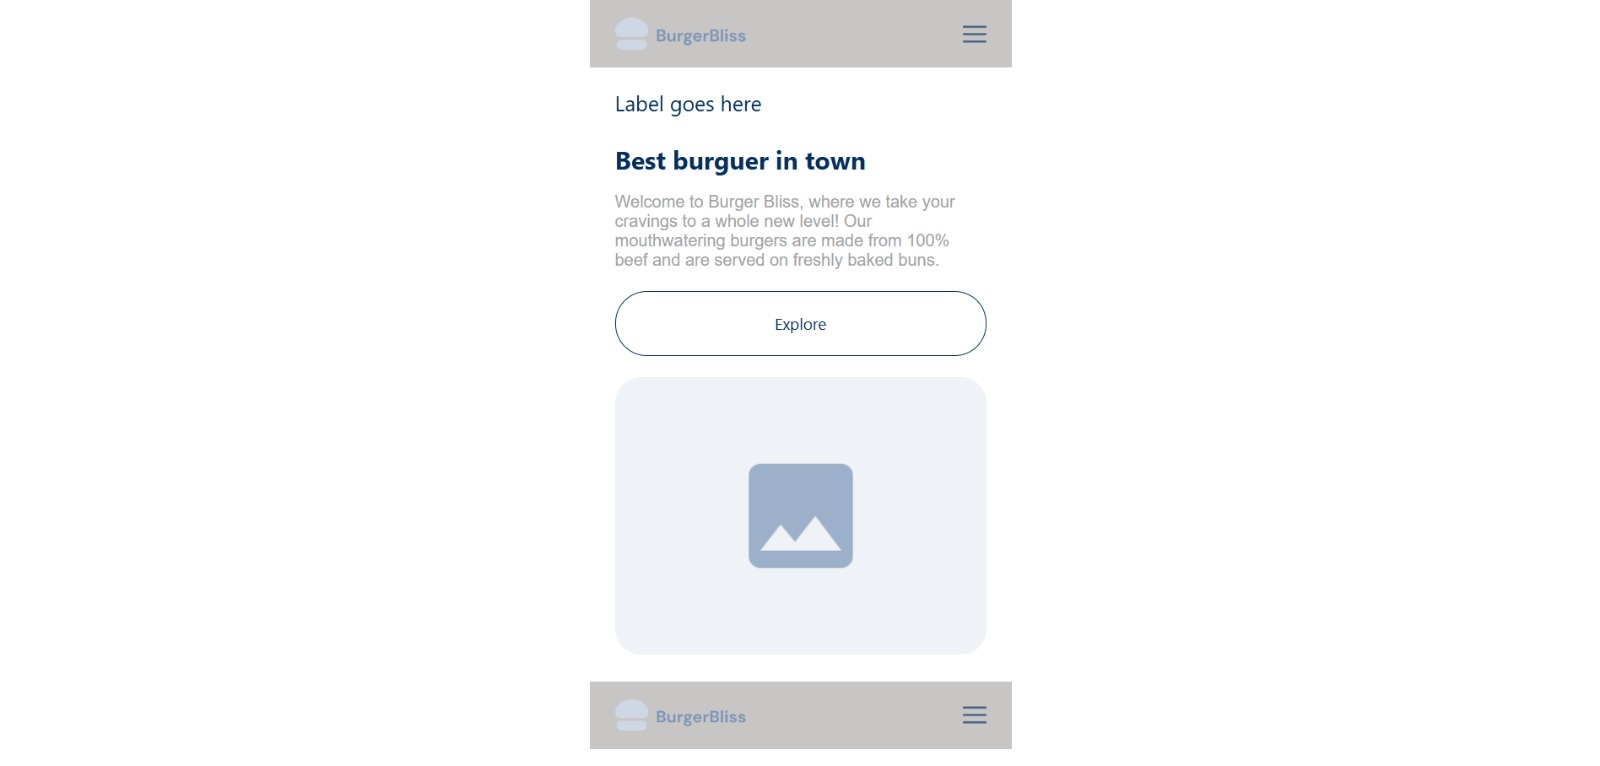 BurgerBliss
Label goes here
Best burguer in town
Welcome to Burger Bliss, where we take your
cravings to a whole new level! Our
mouthwatering burgers are made from 100%
beef and are served on freshly baked buns.
Explore
BurgerBliss